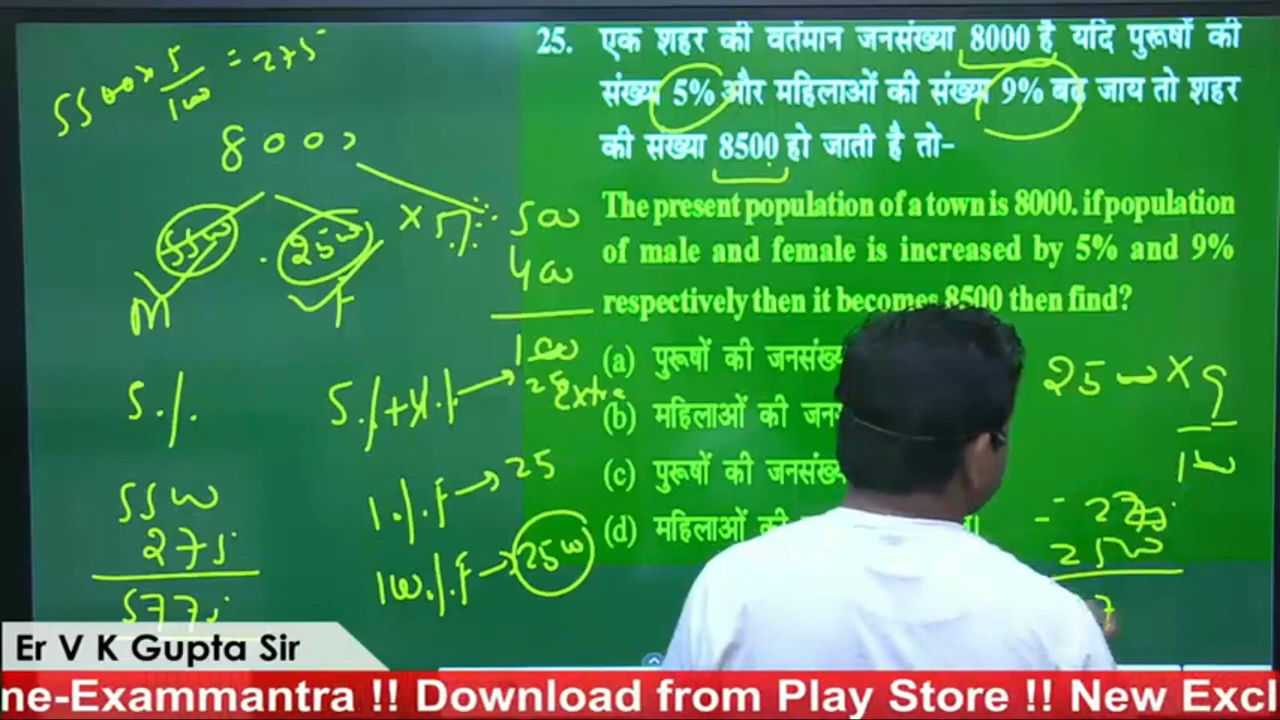 25. एक शहर की वर्तमान जनसंख्या 8000 है यदि पुरूषों की
संख्या 5% और महिलाओं की संख्या 9% बढ़ जाय तो शहर
की संख्या 8500 हो जाती है तो-
The present population of a town is 8000. if population
of male and female is increased by 5% and 9%
respectively then it becomes 8500 then find?
(a) पुरूषों की
(b) महिलाओं की
(c) पुरूषों की
(d) महिलाओं की
5500 × 5/100 = 275
8000
5500 2500 × 5%
500
400
100
M F
5% 5%+4% → 25 Extra
1% F → 25
100% F → 2500
5500
275
5775
2500 × 9
100
2500
Er V K Gupta Sir
ne-Exammantra !! Download from Play Store !! New Excl